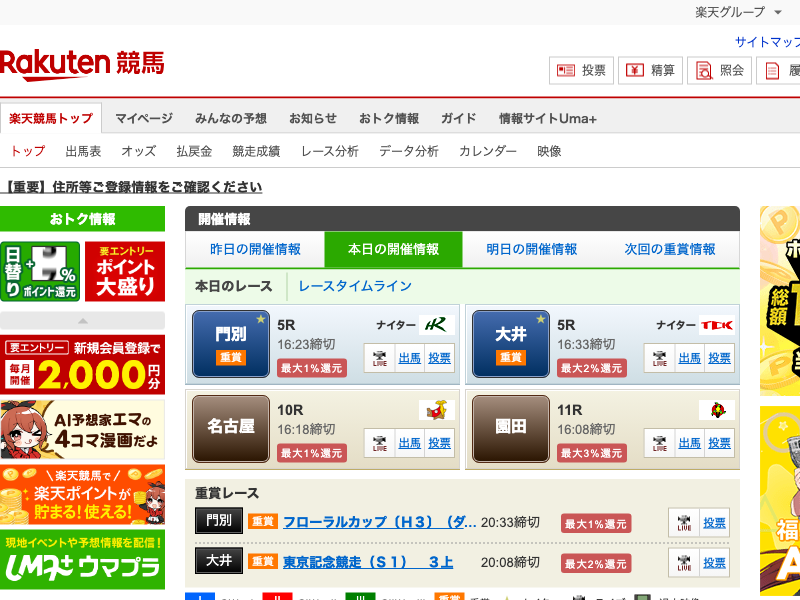 楽天グループ
サイトマップ
Rakuten 競馬
投票 精算 照会
楽天競馬トップ マイページ みんなの予想 お知らせ おトク情報 ガイド 情報サイトUma+
トップ 出馬表 オッズ 払戻金 競走成績 レース分析 データ分析 カレンダー 映像
【重要】住所等ご登録情報をご確認ください
おトク情報
日替り + % ポイント還元
要エントリー
ポイント
大盛り
要エントリー 新規会員登録で
毎月開催 2,000円分
AI予想家エマの
4コマ漫画だよ
楽天競馬で
楽天ポイントが
貯まる!使える!
現地イベントや予想情報を配信!
UMA+ ウマプラ
開催情報
昨日の開催情報 本日の開催情報 明日の開催情報 次回の重賞情報
本日のレース レースタイムライン
門別 重賞 5R ナイター HR
16:23締切
最大1%還元 LIVE 出馬 投票
大井 重賞 5R ナイター TCK
16:33締切
最大2%還元 LIVE 出馬 投票
名古屋 10R
16:18締切
最大1%還元 LIVE 出馬 投票
園田 11R
16:08締切
最大3%還元 LIVE 出馬 投票
重賞レース
門別 重賞 フローラルカップ(H3)(ダ... 20:33締切 最大1%還元 LIVE 投票
大井 重賞 東京記念競走(S1) 3上 20:08締切 最大2%還元 LIVE 投票
総額